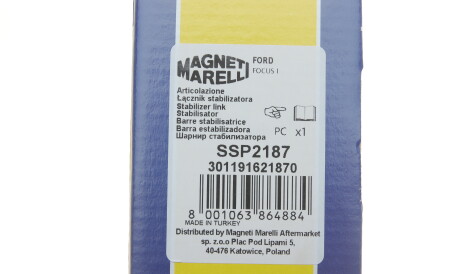 MAGNETI
MARELLI
FORD
FOCUS I
Articolazione
Łącznik stabilizatora
Stabilizer link
Stabilisator
Barre stabilisatrice
Barra estabilizadora
Шарнир стабилизатора
PC x1
SSP2187
301191621870
8 001063 864884
MADE IN TURKEY
Distributed by Magneti Marelli Aftermarket
sp. z.o.o Plac Pod Lipami 5,
40-476 Katowice, Poland